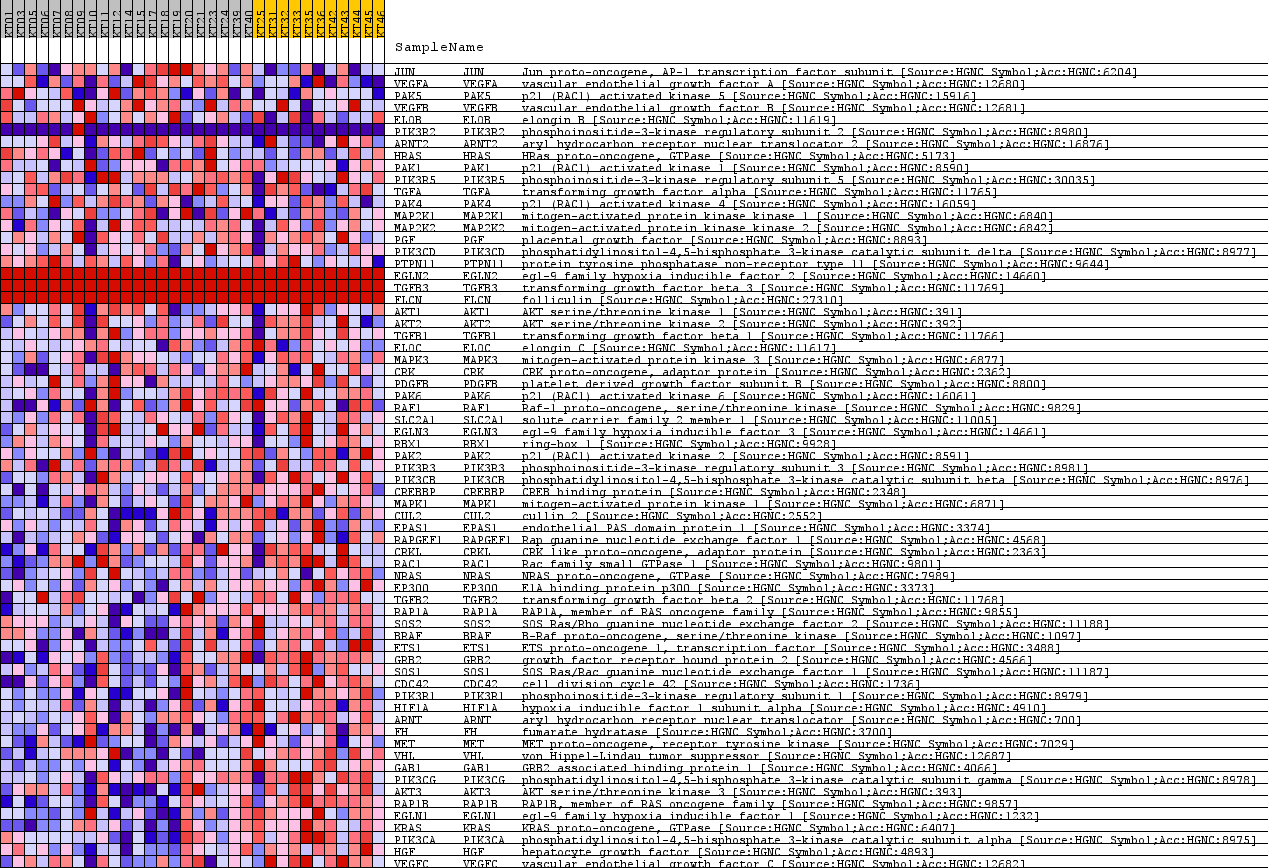 KT01 KT03 KT05 KT06 KT07 KT08 KT09 KT10 KT11 KT12 KT14 KT15 KT17 KT18 KT19 KT20 KT21 KT23 KT24 KT39 KT40 KT25 KT31 KT32 KT33 KT35 KT36 KT42 KT43 KT44 KT45 KT46
SampleName
JUN JUN Jun proto-oncogene, AP-1 transcription factor subunit [Source:HGNC Symbol;Acc:HGNC:6204]
VEGFA VEGFA vascular endothelial growth factor A [Source:HGNC Symbol;Acc:HGNC:12680]
PAK5 PAK5 p21 (RAC1) activated kinase 5 [Source:HGNC Symbol;Acc:HGNC:15916]
VEGFB VEGFB vascular endothelial growth factor B [Source:HGNC Symbol;Acc:HGNC:12681]
ELOB ELOB elongin B [Source:HGNC Symbol;Acc:HGNC:11619]
PIK3R2 PIK3R2 phosphoinositide-3-kinase regulatory subunit 2 [Source:HGNC Symbol;Acc:HGNC:8980]
ARNT2 ARNT2 aryl hydrocarbon receptor nuclear translocator 2 [Source:HGNC Symbol;Acc:HGNC:16876]
HRAS HRAS HRas proto-oncogene, GTPase [Source:HGNC Symbol;Acc:HGNC:5173]
PAK1 PAK1 p21 (RAC1) activated kinase 1 [Source:HGNC Symbol;Acc:HGNC:8590]
PIK3R5 PIK3R5 phosphoinositide-3-kinase regulatory subunit 5 [Source:HGNC Symbol;Acc:HGNC:30035]
TGFA TGFA transforming growth factor alpha [Source:HGNC Symbol;Acc:HGNC:11765]
PAK4 PAK4 p21 (RAC1) activated kinase 4 [Source:HGNC Symbol;Acc:HGNC:16059]
MAP2K1 MAP2K1 mitogen-activated protein kinase kinase 1 [Source:HGNC Symbol;Acc:HGNC:6840]
MAP2K2 MAP2K2 mitogen-activated protein kinase kinase 2 [Source:HGNC Symbol;Acc:HGNC:6842]
PGF PGF placental growth factor [Source:HGNC Symbol;Acc:HGNC:8893]
PIK3CD PIK3CD phosphatidylinositol-4,5-bisphosphate 3-kinase catalytic subunit delta [Source:HGNC Symbol;Acc:HGNC:8977]
PTPN11 PTPN11 protein tyrosine phosphatase non-receptor type 11 [Source:HGNC Symbol;Acc:HGNC:9644]
EGLN2 EGLN2 egl-9 family hypoxia inducible factor 2 [Source:HGNC Symbol;Acc:HGNC:14660]
TGFB3 TGFB3 transforming growth factor beta 3 [Source:HGNC Symbol;Acc:HGNC:11769]
FLCN FLCN folliculin [Source:HGNC Symbol;Acc:HGNC:27310]
AKT1 AKT1 AKT serine/threonine kinase 1 [Source:HGNC Symbol;Acc:HGNC:391]
AKT2 AKT2 AKT serine/threonine kinase 2 [Source:HGNC Symbol;Acc:HGNC:392]
TGFB1 TGFB1 transforming growth factor beta 1 [Source:HGNC Symbol;Acc:HGNC:11766]
ELOC ELOC elongin C [Source:HGNC Symbol;Acc:HGNC:11617]
MAPK3 MAPK3 mitogen-activated protein kinase 3 [Source:HGNC Symbol;Acc:HGNC:6877]
CRK CRK CRK proto-oncogene, adaptor protein [Source:HGNC Symbol;Acc:HGNC:2362]
PDGFB PDGFB platelet derived growth factor subunit B [Source:HGNC Symbol;Acc:HGNC:8800]
PAK6 PAK6 p21 (RAC1) activated kinase 6 [Source:HGNC Symbol;Acc:HGNC:16061]
RAF1 RAF1 Raf-1 proto-oncogene, serine/threonine kinase [Source:HGNC Symbol;Acc:HGNC:9829]
SLC2A1 SLC2A1 solute carrier family 2 member 1 [Source:HGNC Symbol;Acc:HGNC:11005]
EGLN3 EGLN3 egl-9 family hypoxia inducible factor 3 [Source:HGNC Symbol;Acc:HGNC:14661]
RBX1 RBX1 ring-box 1 [Source:HGNC Symbol;Acc:HGNC:9928]
PAK2 PAK2 p21 (RAC1) activated kinase 2 [Source:HGNC Symbol;Acc:HGNC:8591]
PIK3R3 PIK3R3 phosphoinositide-3-kinase regulatory subunit 3 [Source:HGNC Symbol;Acc:HGNC:8981]
PIK3CB PIK3CB phosphatidylinositol-4,5-bisphosphate 3-kinase catalytic subunit beta [Source:HGNC Symbol;Acc:HGNC:8976]
CREBBP CREBBP CREB binding protein [Source:HGNC Symbol;Acc:HGNC:2348]
MAPK1 MAPK1 mitogen-activated protein kinase 1 [Source:HGNC Symbol;Acc:HGNC:6871]
CUL2 CUL2 cullin 2 [Source:HGNC Symbol;Acc:HGNC:2552]
EPAS1 EPAS1 endothelial PAS domain protein 1 [Source:HGNC Symbol;Acc:HGNC:3374]
RAPGEF1 RAPGEF1 Rap guanine nucleotide exchange factor 1 [Source:HGNC Symbol;Acc:HGNC:4568]
CRKL CRKL CRK like proto-oncogene, adaptor protein [Source:HGNC Symbol;Acc:HGNC:2363]
RAC1 RAC1 Rac family small GTPase 1 [Source:HGNC Symbol;Acc:HGNC:9801]
NRAS NRAS NRAS proto-oncogene, GTPase [Source:HGNC Symbol;Acc:HGNC:7989]
EP300 EP300 E1A binding protein p300 [Source:HGNC Symbol;Acc:HGNC:3373]
TGFB2 TGFB2 transforming growth factor beta 2 [Source:HGNC Symbol;Acc:HGNC:11768]
RAP1A RAP1A RAP1A, member of RAS oncogene family [Source:HGNC Symbol;Acc:HGNC:9855]
SOS2 SOS2 SOS Ras/Rho guanine nucleotide exchange factor 2 [Source:HGNC Symbol;Acc:HGNC:11188]
BRAF BRAF B-Raf proto-oncogene, serine/threonine kinase [Source:HGNC Symbol;Acc:HGNC:1097]
ETS1 ETS1 ETS proto-oncogene 1, transcription factor [Source:HGNC Symbol;Acc:HGNC:3488]
GRB2 GRB2 growth factor receptor bound protein 2 [Source:HGNC Symbol;Acc:HGNC:4566]
SOS1 SOS1 SOS Ras/Rac guanine nucleotide exchange factor 1 [Source:HGNC Symbol;Acc:HGNC:11187]
CDC42 CDC42 cell division cycle 42 [Source:HGNC Symbol;Acc:HGNC:1736]
PIK3R1 PIK3R1 phosphoinositide-3-kinase regulatory subunit 1 [Source:HGNC Symbol;Acc:HGNC:8979]
HIF1A HIF1A hypoxia inducible factor 1 subunit alpha [Source:HGNC Symbol;Acc:HGNC:4910]
ARNT ARNT aryl hydrocarbon receptor nuclear translocator [Source:HGNC Symbol;Acc:HGNC:700]
FH FH fumarate hydratase [Source:HGNC Symbol;Acc:HGNC:3700]
MET MET MET proto-oncogene, receptor tyrosine kinase [Source:HGNC Symbol;Acc:HGNC:7029]
VHL VHL von Hippel-Lindau tumor suppressor [Source:HGNC Symbol;Acc:HGNC:12687]
GAB1 GAB1 GRB2 associated binding protein 1 [Source:HGNC Symbol;Acc:HGNC:4066]
PIK3CG PIK3CG phosphatidylinositol-4,5-bisphosphate 3-kinase catalytic subunit gamma [Source:HGNC Symbol;Acc:HGNC:8978]
AKT3 AKT3 AKT serine/threonine kinase 3 [Source:HGNC Symbol;Acc:HGNC:393]
RAP1B RAP1B RAP1B, member of RAS oncogene family [Source:HGNC Symbol;Acc:HGNC:9857]
EGLN1 EGLN1 egl-9 family hypoxia inducible factor 1 [Source:HGNC Symbol;Acc:HGNC:1232]
KRAS KRAS KRAS proto-oncogene, GTPase [Source:HGNC Symbol;Acc:HGNC:6407]
PIK3CA PIK3CA phosphatidylinositol-4,5-bisphosphate 3-kinase catalytic subunit alpha [Source:HGNC Symbol;Acc:HGNC:8975]
HGF HGF hepatocyte growth factor [Source:HGNC Symbol;Acc:HGNC:4893]
VEGFC VEGFC vascular endothelial growth factor C [Source:HGNC Symbol;Acc:HGNC:12682]